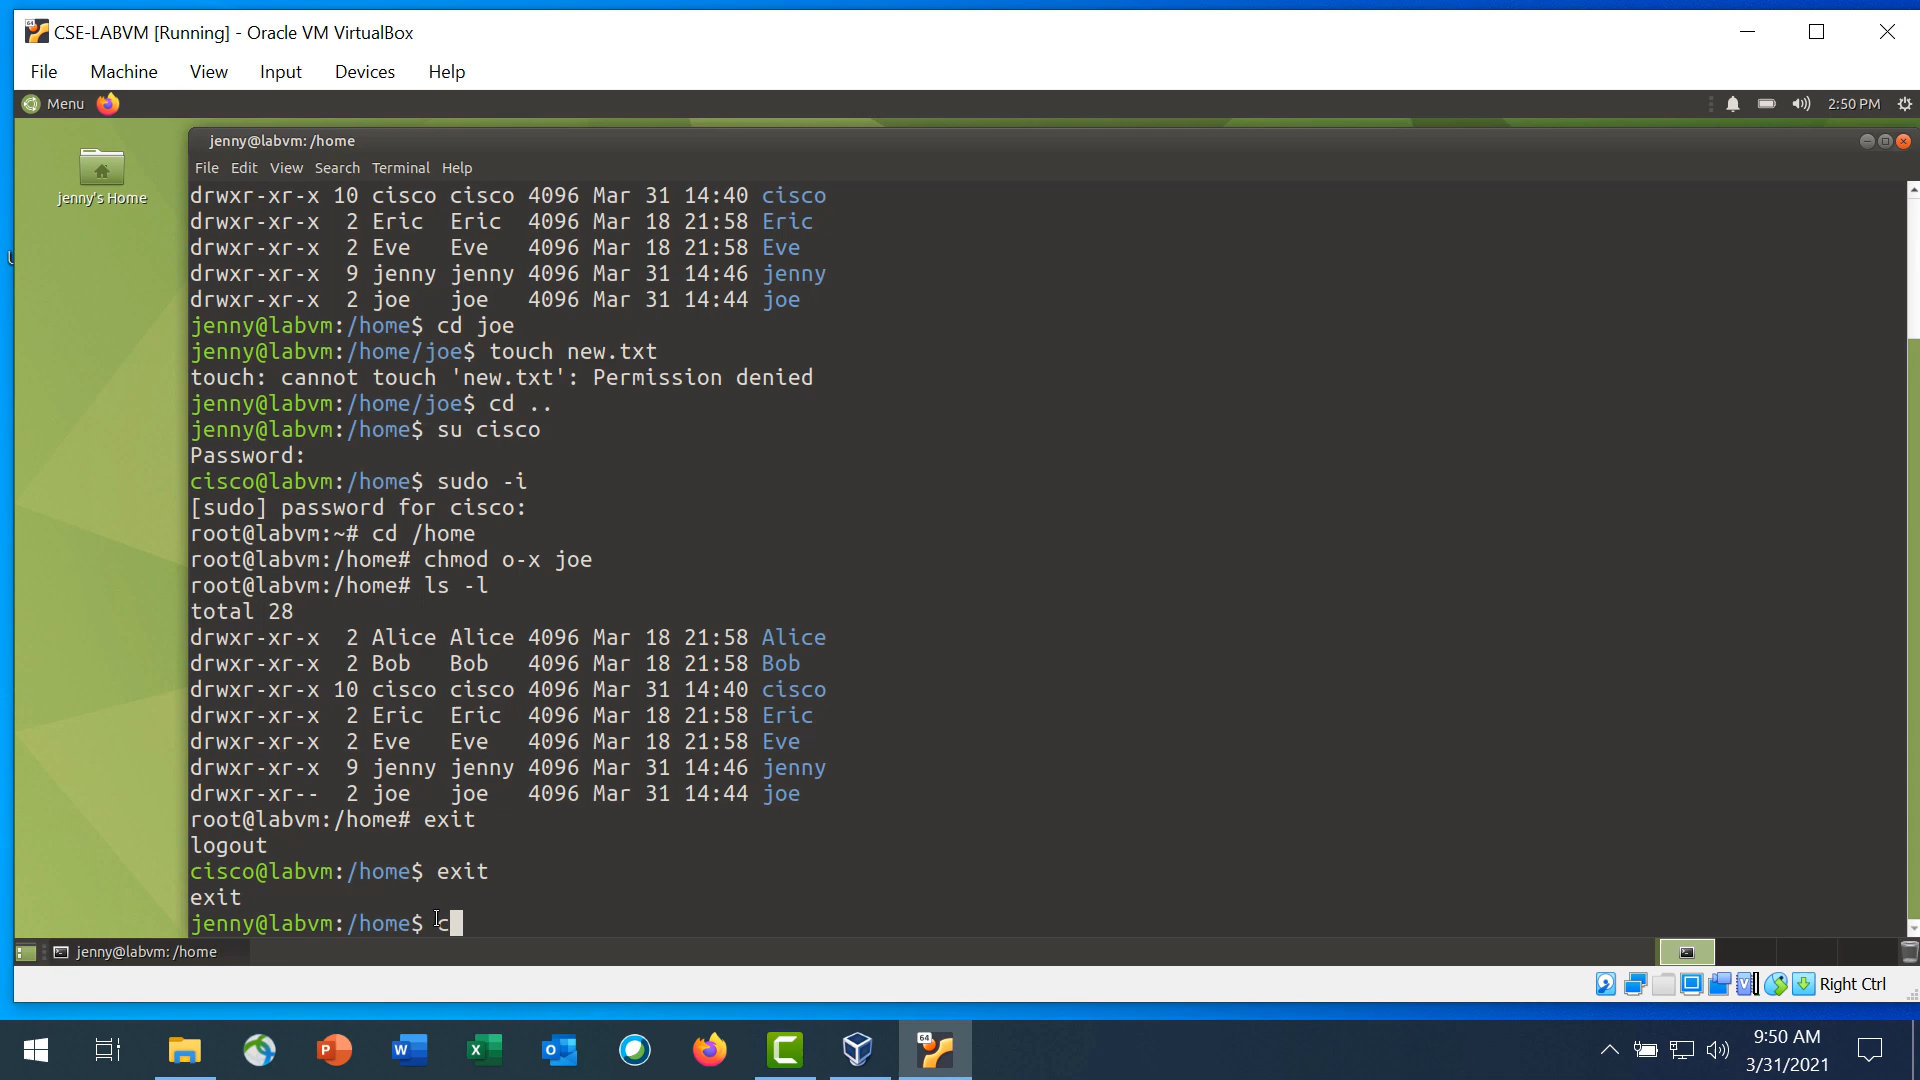 CSE-LABVM [Running] - Oracle VM VirtualBox
File Machine View Input Devices Help
Menu 2:50 PM
jenny@labvm: /home
File Edit View Search Terminal Help
jenny's Home
drwxr-xr-x 10 cisco cisco 4096 Mar 31 14:40 cisco
drwxr-xr-x  2 Eric  Eric  4096 Mar 18 21:58 Eric
drwxr-xr-x  2 Eve   Eve   4096 Mar 18 21:58 Eve
drwxr-xr-x  9 jenny jenny 4096 Mar 31 14:46 jenny
drwxr-xr-x  2 joe   joe   4096 Mar 31 14:44 joe
jenny@labvm:/home$ cd joe
jenny@labvm:/home/joe$ touch new.txt
touch: cannot touch 'new.txt': Permission denied
jenny@labvm:/home/joe$ cd ..
jenny@labvm:/home$ su cisco
Password:
cisco@labvm:/home$ sudo -i
[sudo] password for cisco:
root@labvm:~# cd /home
root@labvm:/home# chmod o-x joe
root@labvm:/home# ls -l
total 28
drwxr-xr-x  2 Alice Alice 4096 Mar 18 21:58 Alice
drwxr-xr-x  2 Bob   Bob   4096 Mar 18 21:58 Bob
drwxr-xr-x 10 cisco cisco 4096 Mar 31 14:40 cisco
drwxr-xr-x  2 Eric  Eric  4096 Mar 18 21:58 Eric
drwxr-xr-x  2 Eve   Eve   4096 Mar 18 21:58 Eve
drwxr-xr-x  9 jenny jenny 4096 Mar 31 14:46 jenny
drwxr-xr--  2 joe   joe   4096 Mar 31 14:44 joe
root@labvm:/home# exit
logout
cisco@labvm:/home$ exit
exit
jenny@labvm:/home$ c
jenny@labvm: /home
Right Ctrl
9:50 AM
3/31/2021